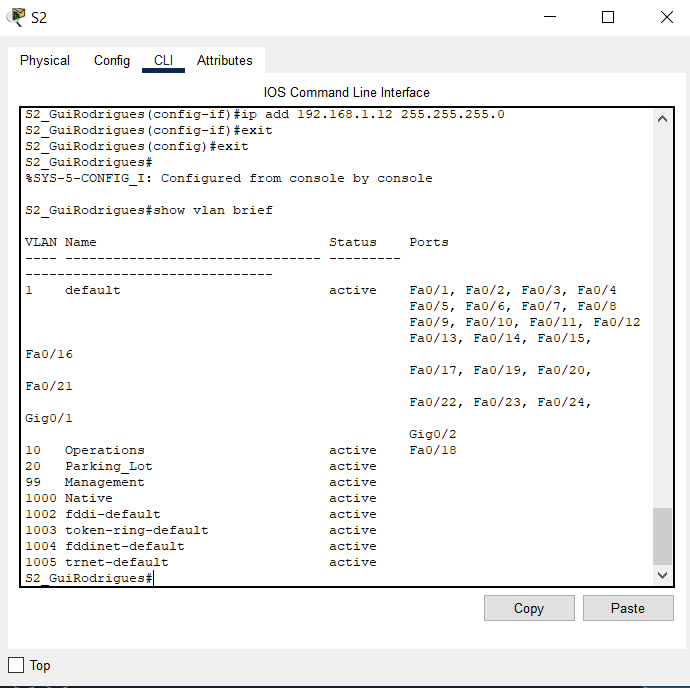 S2
Physical Config CLI Attributes
IOS Command Line Interface
S2_GuiRodrigues(config-if)#ip add 192.168.1.12 255.255.255.0
S2_GuiRodrigues(config-if)#exit
S2_GuiRodrigues(config)#exit
S2_GuiRodrigues#
%SYS-5-CONFIG_I: Configured from console by console
S2_GuiRodrigues#show vlan brief
VLAN Name                             Status    Ports
---- -------------------------------- ---------
-------------------------------
1    default                          active    Fa0/1, Fa0/2, Fa0/3, Fa0/4
                                                Fa0/5, Fa0/6, Fa0/7, Fa0/8
                                                Fa0/9, Fa0/10, Fa0/11, Fa0/12
                                                Fa0/13, Fa0/14, Fa0/15,
Fa0/16
                                                Fa0/17, Fa0/19, Fa0/20,
Fa0/21
                                                Fa0/22, Fa0/23, Fa0/24,
Gig0/1
                                                Gig0/2
10   Operations                       active    Fa0/18
20   Parking_Lot                      active
99   Management                       active
1000 Native                           active
1002 fddi-default                     active
1003 token-ring-default               active
1004 fddinet-default                  active
1005 trnet-default                    active
S2_GuiRodrigues#
Copy Paste
Top